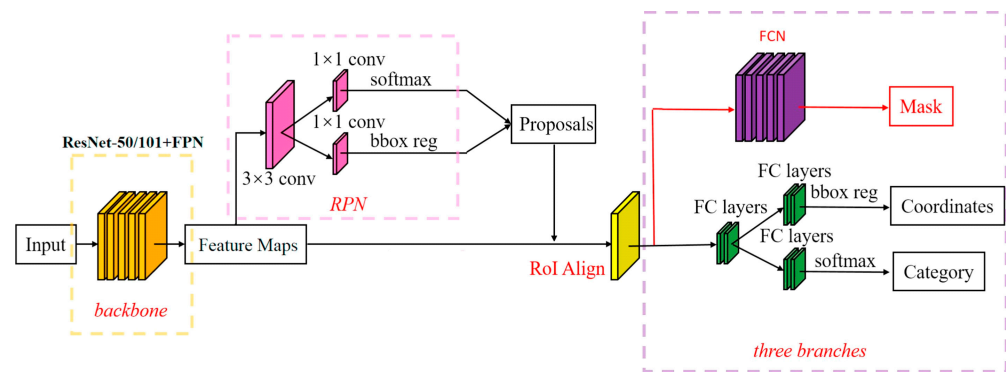 FCN
1×1 conv
softmax
Mask
1×1 conv
Proposals
bbox reg
ResNet-50/101+FPN
3×3 conv
RPN
FC layers
bbox reg
FC layers
Coordinates
Input
Feature Maps
FC layers
RoI Align
softmax
Category
backbone
three branches